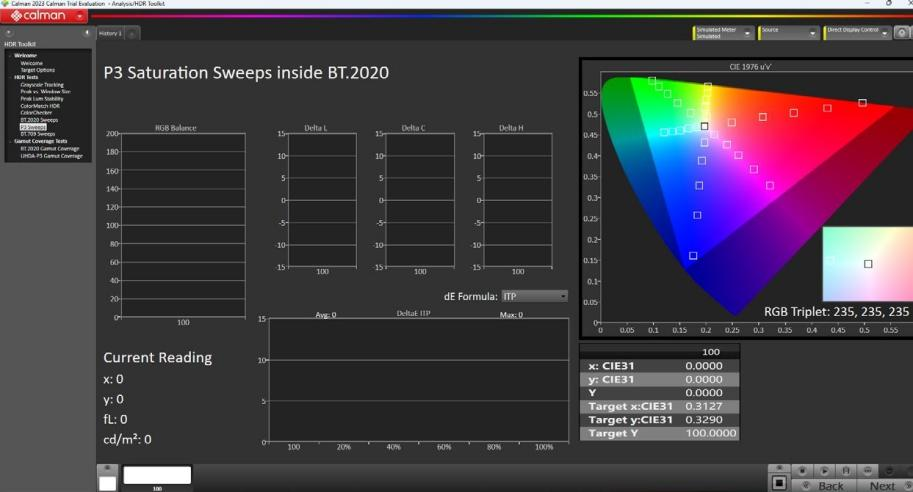 Calman 2023 Calman Trial Evaluation - Analysis/HDR Toolkit
calman
History 1
Simulated Meter
Simulated
Source
Direct Display Control
HDR Toolkit
Welcome
Welcome
Target Options
HDR Tests
Grayscale Tracking
Peak vs. Window Size
Peak Lum Stability
ColorMatch HDR
ColorChecker
BT.2020 Sweeps
P3 Sweeps
BT.709 Sweeps
Gamut Coverage Tests
BT.2020 Gamut Coverage
UHDA-P3 Gamut Coverage
P3 Saturation Sweeps inside BT.2020
RGB Balance
200
180
160
140
120
100
80
60
40
20
0
100
Delta L
15
10
5
0
-5
-10
-15
100
Delta C
15
10
5
0
-5
-10
-15
100
Delta H
15
10
5
0
-5
-10
-15
100
CIE 1976 u'v'
0.55
0.5
0.45
0.4
0.35
0.3
0.25
0.2
0.15
0.1
0.05
0
0 0.05 0.1 0.15 0.2 0.25 0.3 0.35 0.4 0.45 0.5 0.55
RGB Triplet: 235, 235, 235
dE Formula: ITP
Avg: 0 DeltaE ITP Max: 0
15
10
5
0
100 20% 40% 60% 80% 100%
Current Reading
x: 0
y: 0
fL: 0
cd/m²: 0
100
x: CIE31 0.0000
y: CIE31 0.0000
Y 0.0000
Target x:CIE31 0.3127
Target y:CIE31 0.3290
Target Y 100.0000
100
Back
Next